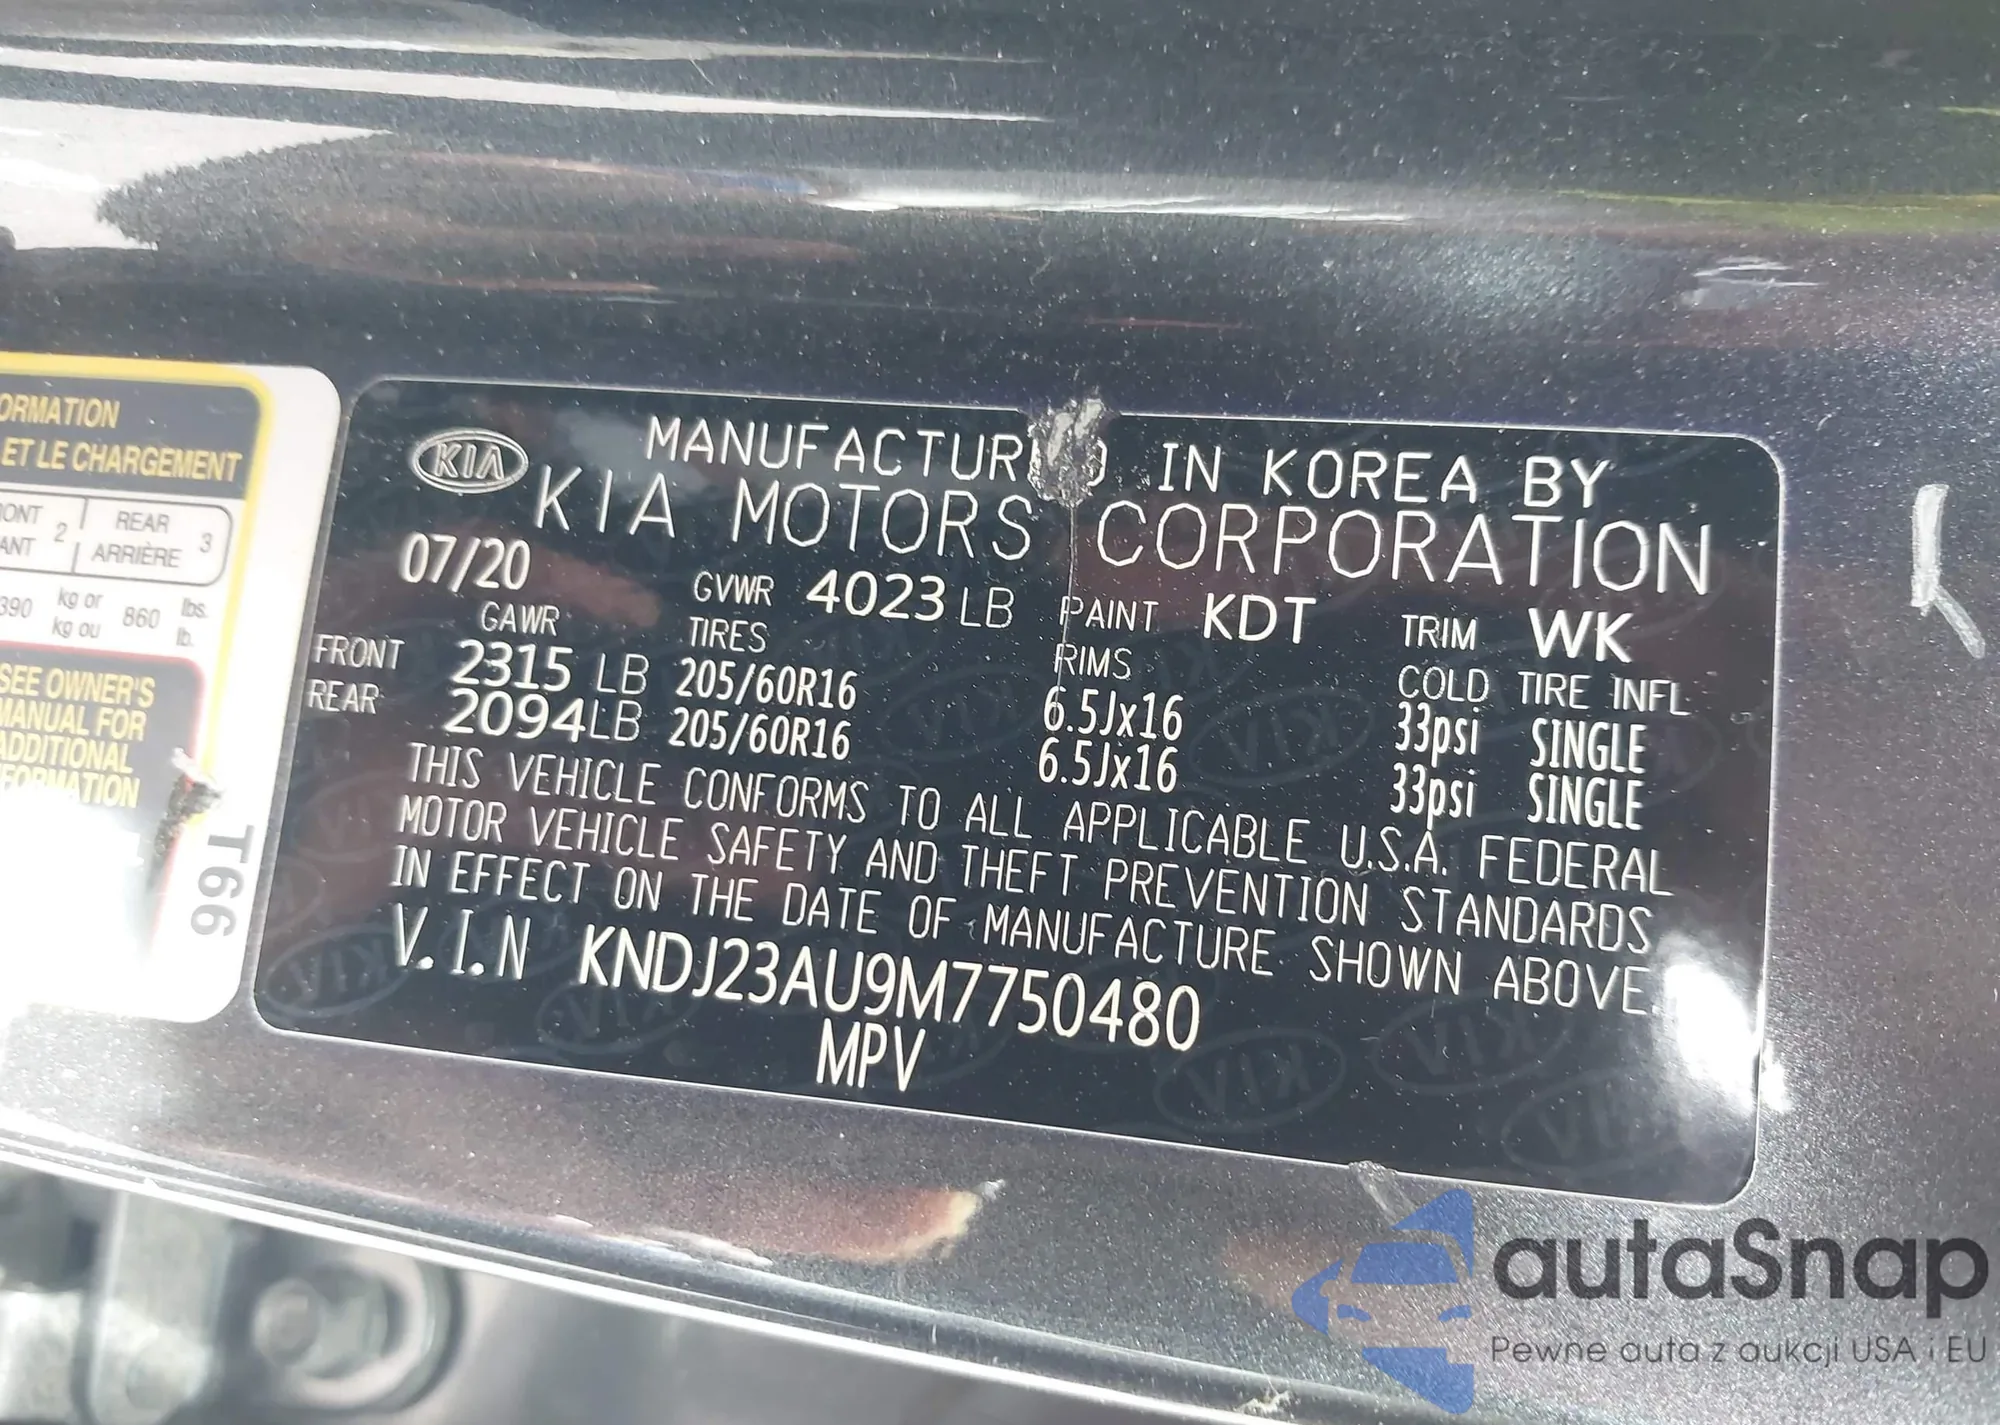 ORMATION
ET LE CHARGEMENT
ONT 2 REAR 3
ANT ARRIÈRE
390 kg or 860 lbs.
kg ou lb.
SEE OWNER'S
MANUAL FOR
ADDITIONAL
FORMATION
T66
KIA MANUFACTURED IN KOREA BY
KIA MOTORS CORPORATION
07/20 GVWR 4023 LB PAINT KDT TRIM WK
GAWR TIRES RIMS COLD TIRE INFL
FRONT 2315 LB 205/60R16 6.5Jx16 33psi SINGLE
REAR 2094LB 205/60R16 6.5Jx16 33psi SINGLE
THIS VEHICLE CONFORMS TO ALL APPLICABLE U.S.A. FEDERAL
MOTOR VEHICLE SAFETY AND THEFT PREVENTION STANDARDS
IN EFFECT ON THE DATE OF MANUFACTURE SHOWN ABOVE.
V.I.N KNDJ23AU9M7750480
MPV
autaSnap
Pewne auta z aukcji USA i EU